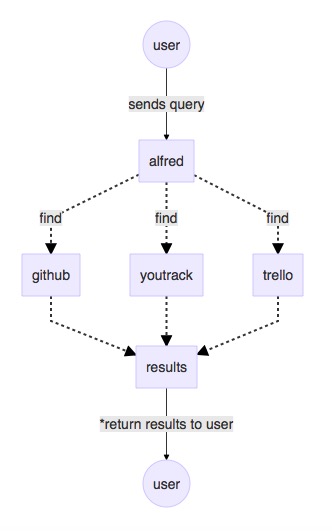 user
sends query
alfred
find find find
github youtrack trello
results
*return results to user
user